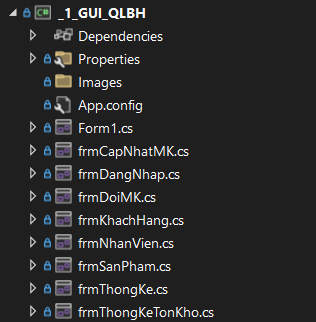 C# _1_GUI_QLBH
Dependencies
Properties
Images
App.config
Form1.cs
frmCapNhatMK.cs
frmDangNhap.cs
frmDoiMK.cs
frmKhachHang.cs
frmNhanVien.cs
frmSanPham.cs
frmThongKe.cs
frmThongKeTonKho.cs